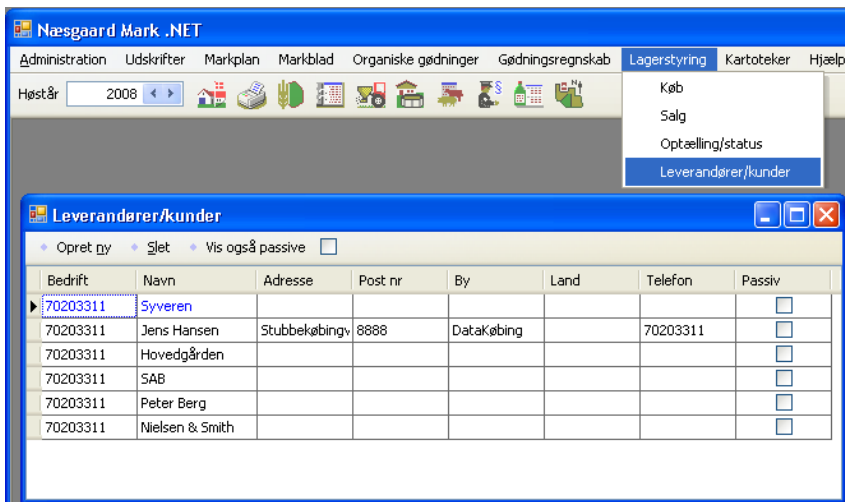 Næsgaard Mark .NET
Administration Udskrifter Markplan Markblad Organiske gødninger Gødningsregnskab Lagerstyring Kartoteker Hjælp
Høstår 2008
Køb
Salg
Optælling/status
Leverandører/kunder
Leverandører/kunder
Opret ny Slet Vis også passive
Bedrift Navn Adresse Post nr By Land Telefon Passiv
70203311 Syveren
70203311 Jens Hansen Stubbekøbingv 8888 DataKøbing 70203311
70203311 Hovedgården
70203311 SAB
70203311 Peter Berg
70203311 Nielsen & Smith